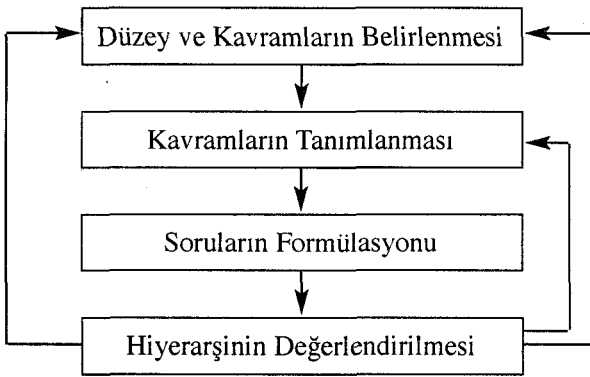 Düzey ve Kavramların Belirlenmesi
Kavramların Tanımlanması
Soruların Formülasyonu
Hiyerarşinin Değerlendirilmesi